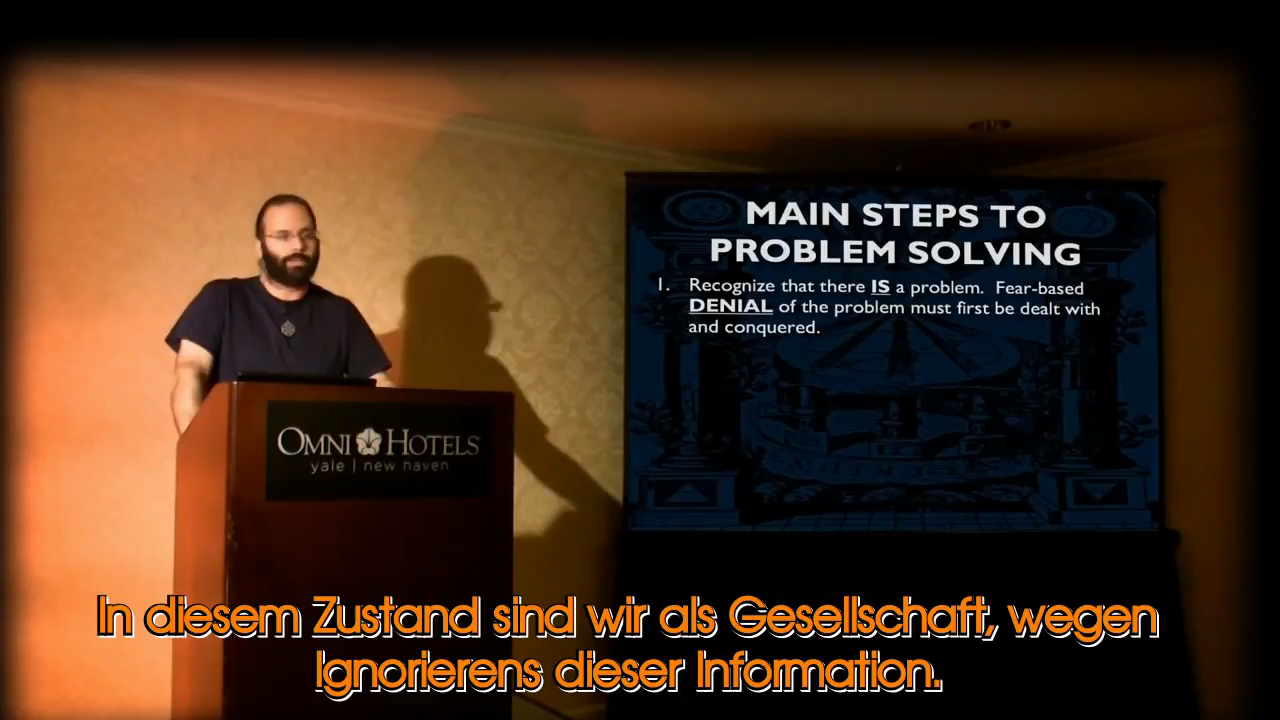 MAIN STEPS TO
PROBLEM SOLVING
1. Recognize that there IS a problem. Fear-based
DENIAL of the problem must first be dealt with
and conquered.
OMNI HOTELS
yale | new haven
In diesem Zustand sind wir als Gesellschaft, wegen
Ignorierens dieser Information.